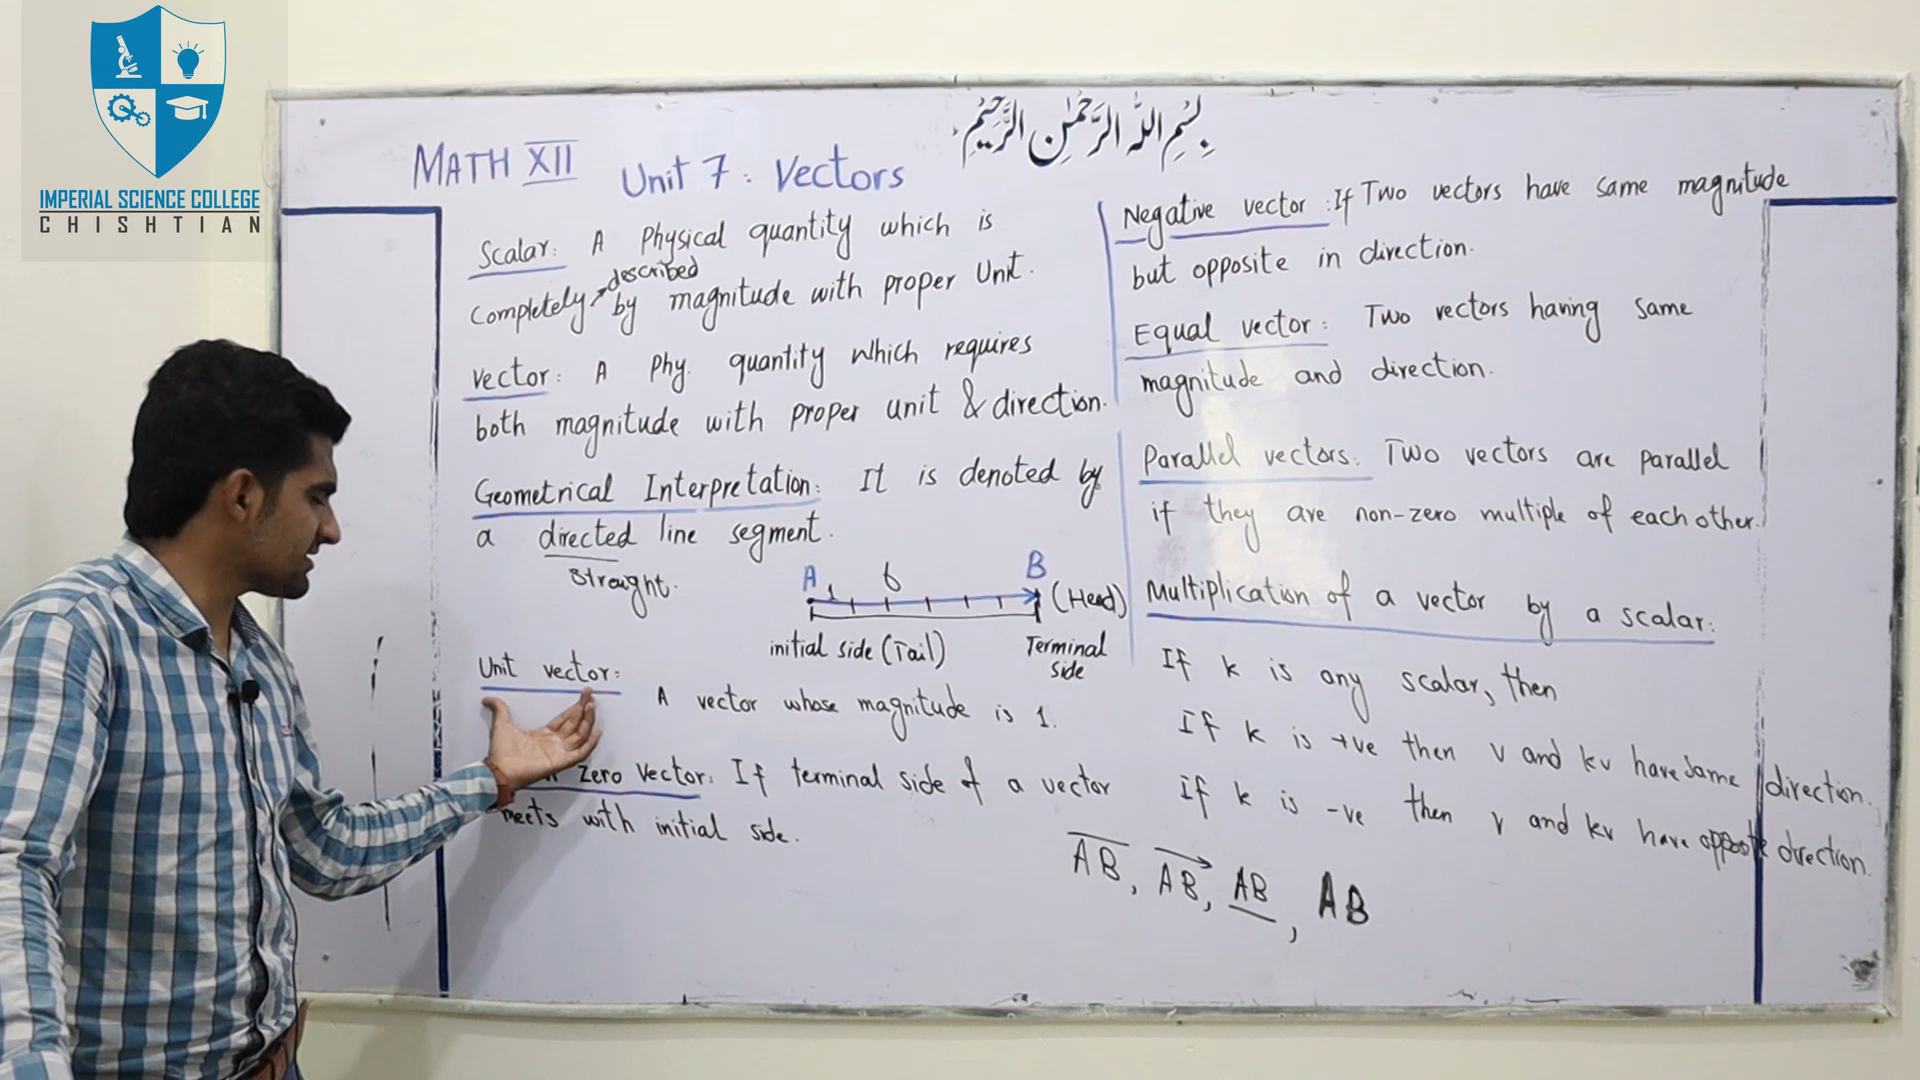 IMPERIAL SCIENCE COLLEGE
CHISHTIAN
بِسْمِ اللهِ الرَّحْمٰنِ الرَّحِيْمِ
MATH XII Unit 7: Vectors
Scalar: A Physical quantity which is
Completely described by magnitude with proper Unit.
Vector: A Phy. quantity which requires
both magnitude with proper unit & direction.
Geometrical Interpretation: It is denoted by
a directed line segment.
straight.
A 1 6 B
(Head)
initial side (Tail) Terminal
side
Unit vector:
A vector whose magnitude is 1.
Zero Vector: If terminal side of a vector
meets with initial side.
Negative vector: If Two vectors have same magnitude
but opposite in direction.
Equal vector: Two vectors having same
magnitude and direction.
Parallel vectors: Two vectors are parallel
if they are non-zero multiple of each other.
Multiplication of a vector by a scalar:
If k is any scalar, then
If k is +ve then v and kv have same direction.
If k is -ve then v and kv have opposite direction.
AB, AB, AB, AB